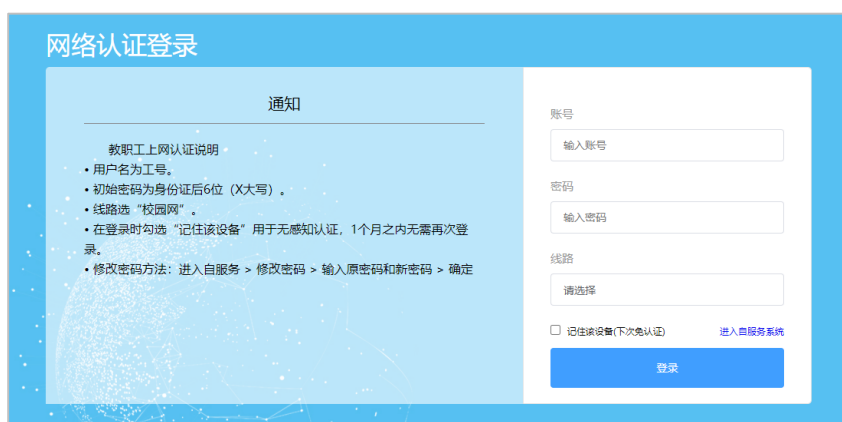 网络认证登录
通知
教职工上网认证说明
• 用户名为工号。
• 初始密码为身份证后6位（X大写）。
• 线路选“校园网”。
• 在登录时勾选“记住该设备”用于无感知认证，1个月之内无需再次登
录。
• 修改密码方法：进入自服务 > 修改密码 > 输入原密码和新密码 > 确定
账号
输入账号
密码
输入密码
线路
请选择
记住该设备(下次免认证) 进入自服务系统
登录